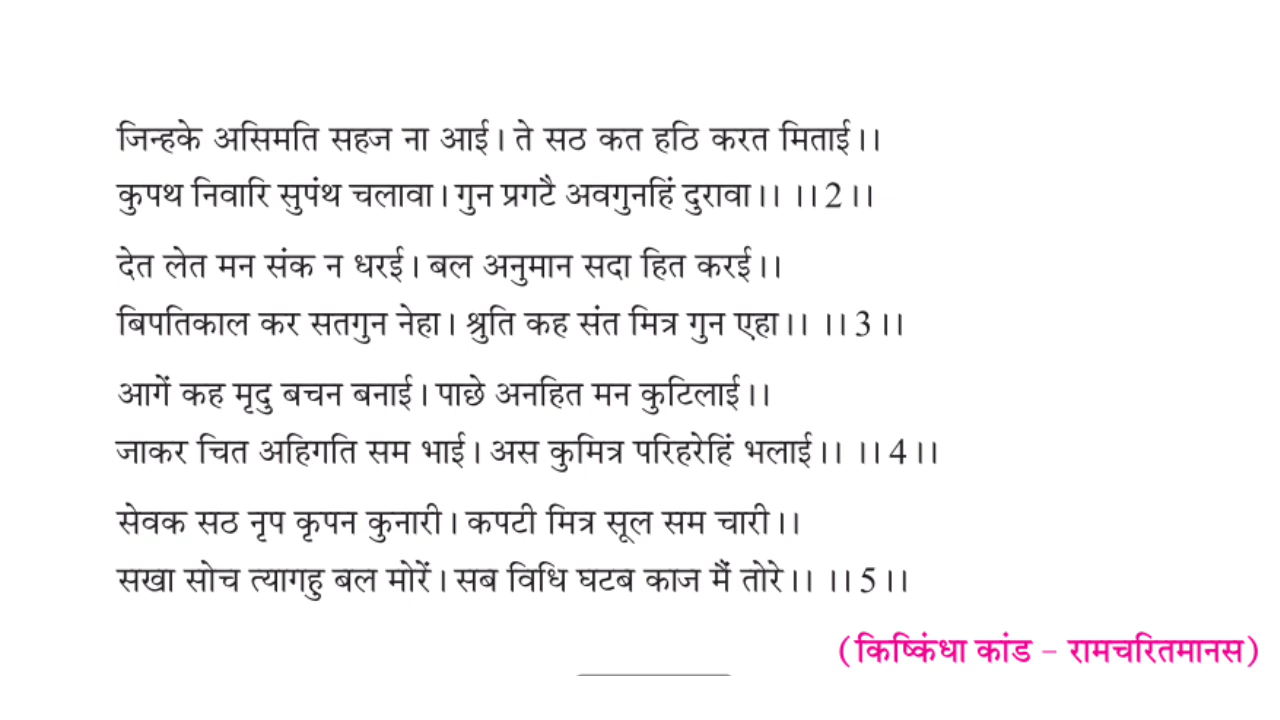 जिन्हके असिमति सहज ना आई। ते सठ कत हठि करत मिताई।।
कुपथ निवारि सुपंथ चलावा। गुन प्रगटै अवगुनहिं दुरावा।। ।।2।।
देत लेत मन संक न धरई। बल अनुमान सदा हित करई।।
बिपतिकाल कर सतगुन नेहा। श्रुति कह संत मित्र गुन एहा।। ।।3।।
आगें कह मृदु बचन बनाई। पाछे अनहित मन कुटिलाई।।
जाकर चित अहिगति सम भाई। अस कुमित्र परिहरेहिं भलाई।। ।।4।।
सेवक सठ नृप कृपन कुनारी। कपटी मित्र सूल सम चारी।।
सखा सोच त्यागहु बल मोरें। सब विधि घटब काज मैं तोरे।। ।।5।।
(किष्किंधा कांड - रामचरितमानस)